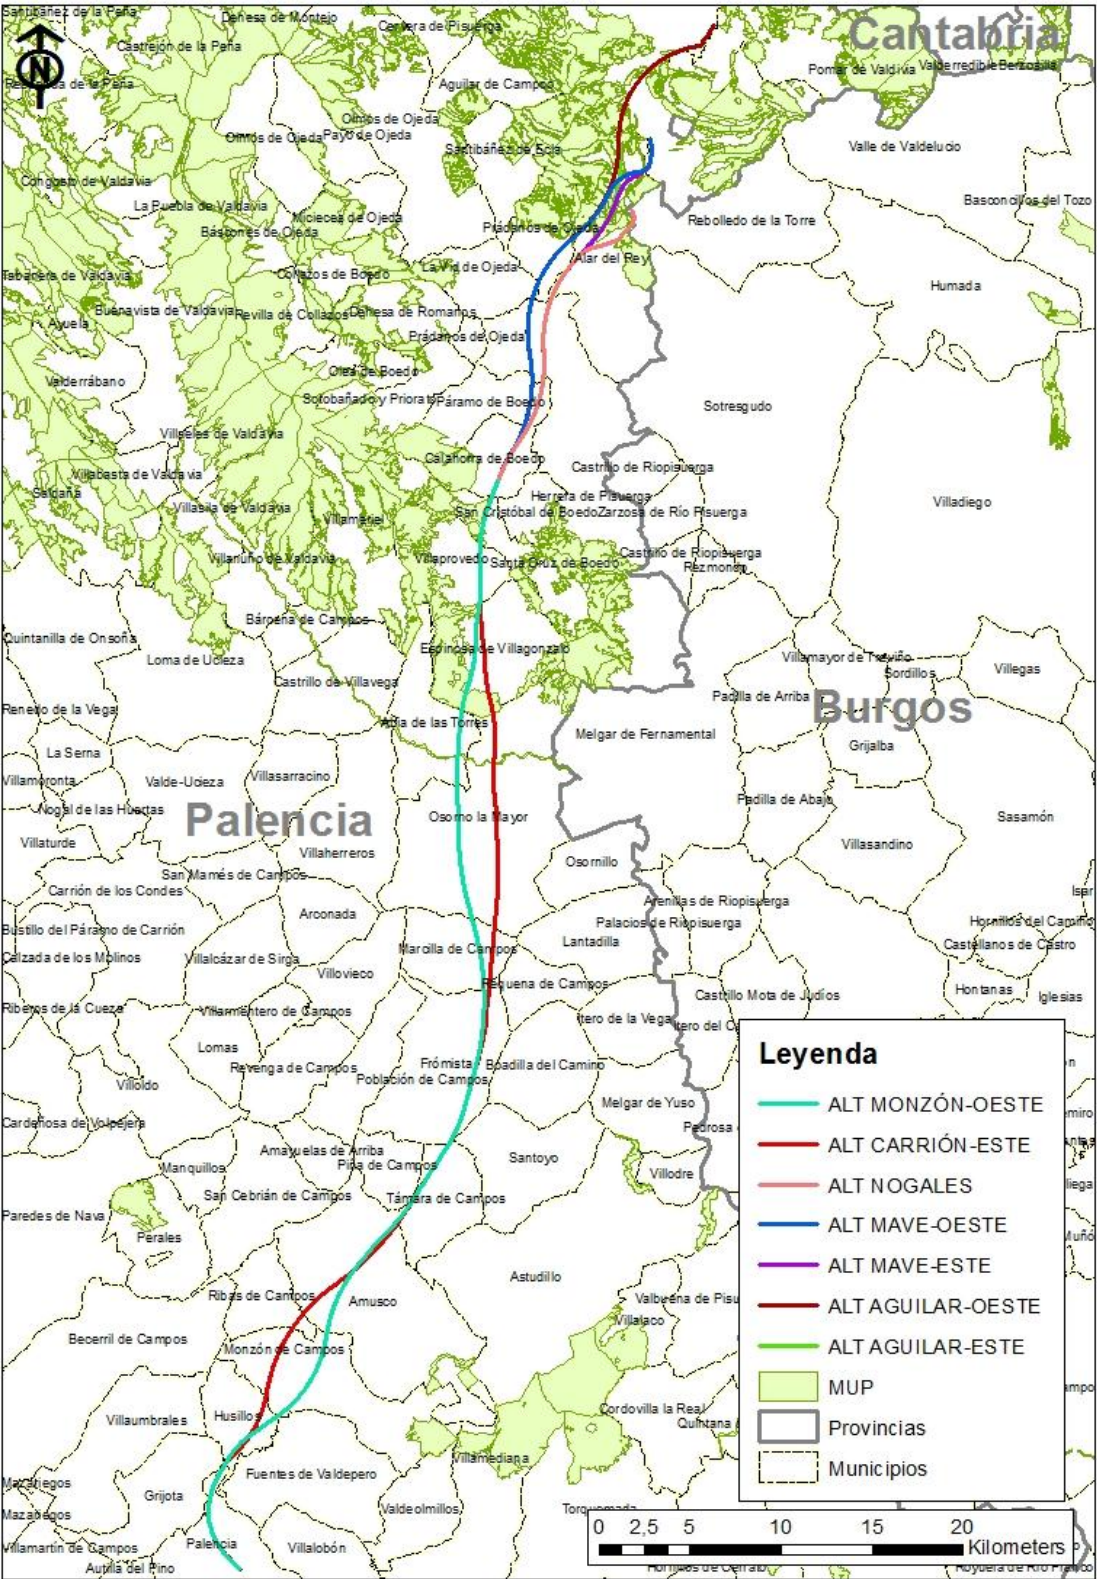 Santibáñez de la Peña
Dehesa de Montejo
Cervera de Pisuerga
Cantabria
Castrejón de la Peña
Pomar de Valdivia
Valderredible
Berzosilla
N
Aguilar de Campoo
Olmos de Ojeda
Olmos de Ojeda
Payo de Ojeda
Santibáñez de Ecla
Valle de Valdelucio
Congosto de Valdavia
La Puebla de Valdavia
Micieces de Ojeda
Báscones de Ojeda
Prádanos de Ojeda
Rebolledo de la Torre
Basconcillos del Tozo
Tabanera de Valdavia
Collazos de Boedo
La Vid de Ojeda
Alar del Rey
Humada
Buenavista de Valdavia
Revilla de Collazos
Dehesa de Romanos
Ayuela
Prádanos de Ojeda
Valderrábano
Olea de Boedo
Sotobañado y Priorato
Páramo de Boedo
Sotresgudo
Villaeles de Valdavia
Calahorra de Boedo
Castrillo de Riopisuerga
Villabasta de Valdavia
Saldaña
Herrera de Pisuerga
Villasila de Valdavia
Villameriel
San Cristóbal de Boedo
Zarzosa de Río Pisuerga
Villadiego
Villanuño de Valdavia
Villaprovedo
Santa Cruz de Boedo
Castrillo de Riopisuerga
Rezmondo
Bárcena de Campos
Quintanilla de Onsoña
Loma de Ucieza
Espinosa de Villagonzalo
Villamayor de Treviño
Sordillos
Villegas
Castrillo de Villavega
Padilla de Arriba
Burgos
Renedo de la Vega
Abia de las Torres
Melgar de Fernamental
Grijalba
La Serna
Villamoronta
Valde-Ucieza
Villasarracino
Nogal de las Huertas
Palencia
Osorno la Mayor
Padilla de Abajo
Sasamón
Villaturde
Villaherreros
Osornillo
Villasandino
San Mamés de Campos
Carrión de los Condes
Arenillas de Riopisuerga
Isar
Arconada
Palacios de Riopisuerga
Hornillos del Camino
Bustillo del Páramo de Carrión
Marcilla de Campos
Lantadilla
Castellanos de Castro
Calzada de los Molinos
Villalcázar de Sirga
Villovieco
Requena de Campos
Hontanas
Iglesias
Castrillo Mota de Judíos
Riberos de la Cueza
Villarmentero de Campos
Itero de la Vega
Itero del C
Lomas
Revenga de Campos
Frómista
Boadilla del Camino
Población de Campos
Villoldo
Melgar de Yuso
Cardeñosa de Volpejera
Pedrosa
Amayuelas de Arriba
Piña de Campos
Santoyo
Manquillos
Villodre
San Cebrián de Campos
Támara de Campos
Paredes de Nava
Perales
Astudillo
Ribas de Campos
Amusco
Valbuena de Pisu
Villalaco
Becerril de Campos
Monzón de Campos
Villaumbrales
Husillos
Cordovilla la Real
Quintana
Villamediana
Fuentes de Valdepero
Mazariegos
Grijota
Valdeolmillos
Torquemada
Mazariegos
Villamartín de Campos
Palencia
Villalobón
Autilla del Pino
Hornillos de Cerrato
Leyenda
ALT MONZÓN-OESTE
ALT CARRIÓN-ESTE
ALT NOGALES
ALT MAVE-OESTE
ALT MAVE-ESTE
ALT AGUILAR-OESTE
ALT AGUILAR-ESTE
MUP
Provincias
Municipios
0 2,5 5 10 15 20
Kilometers